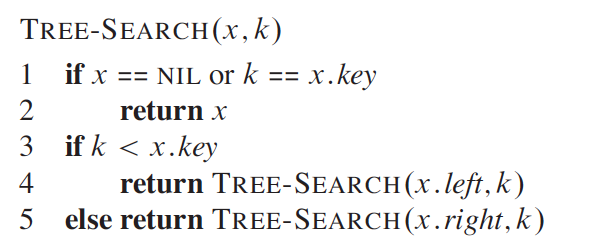 TREE-SEARCH(x, k)
1 if x == NIL or k == x.key
2 return x
3 if k < x.key
4 return TREE-SEARCH(x.left, k)
5 else return TREE-SEARCH(x.right, k)